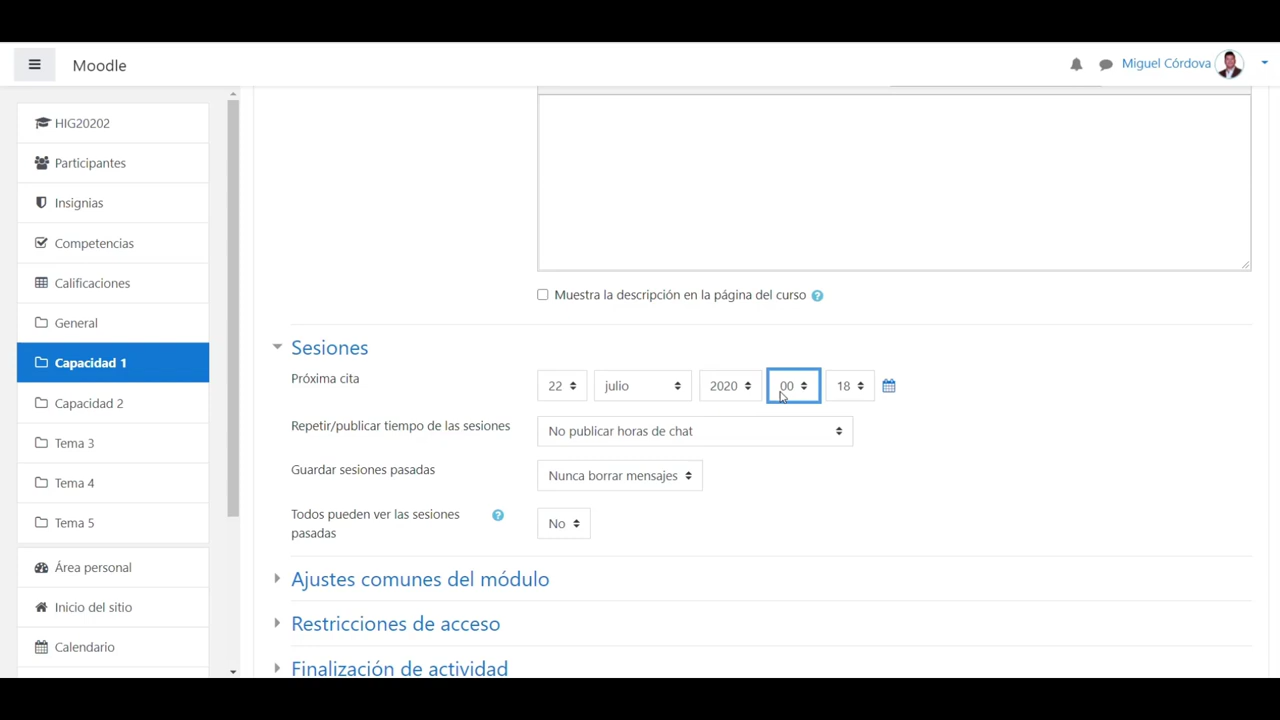 Moodle
Miguel Córdova
HIG20202
Participantes
Insignias
Competencias
Calificaciones
General
Capacidad 1
Capacidad 2
Tema 3
Tema 4
Tema 5
Área personal
Inicio del sitio
Calendario
Muestra la descripción en la página del curso
Sesiones
Próxima cita 22 julio 2020 00 18
Repetir/publicar tiempo de las sesiones No publicar horas de chat
Guardar sesiones pasadas Nunca borrar mensajes
Todos pueden ver las sesiones
pasadas
No
Ajustes comunes del módulo
Restricciones de acceso
Finalización de actividad